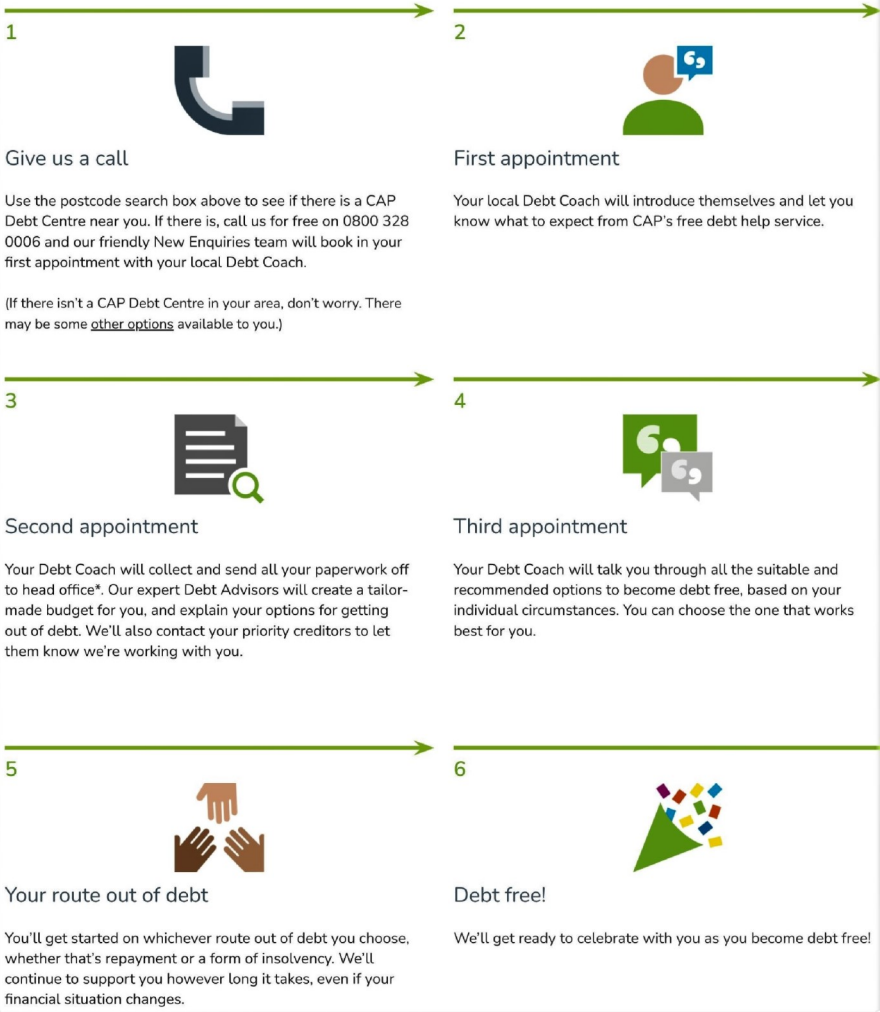 1
Give us a call
Use the postcode search box above to see if there is a CAP
Debt Centre near you. If there is, call us for free on 0800 328
0006 and our friendly New Enquiries team will book in your
first appointment with your local Debt Coach.
(If there isn't a CAP Debt Centre in your area, don't worry. There
may be some other options available to you.)
2
First appointment
Your local Debt Coach will introduce themselves and let you
know what to expect from CAP's free debt help service.
3
Second appointment
Your Debt Coach will collect and send all your paperwork off
to head office*. Our expert Debt Advisors will create a tailor-
made budget for you, and explain your options for getting
out of debt. We'll also contact your priority creditors to let
them know we're working with you.
4
Third appointment
Your Debt Coach will talk you through all the suitable and
recommended options to become debt free, based on your
individual circumstances. You can choose the one that works
best for you.
5
Your route out of debt
You'll get started on whichever route out of debt you choose,
whether that's repayment or a form of insolvency. We'll
continue to support you however long it takes, even if your
financial situation changes.
6
Debt free!
We'll get ready to celebrate with you as you become debt free!